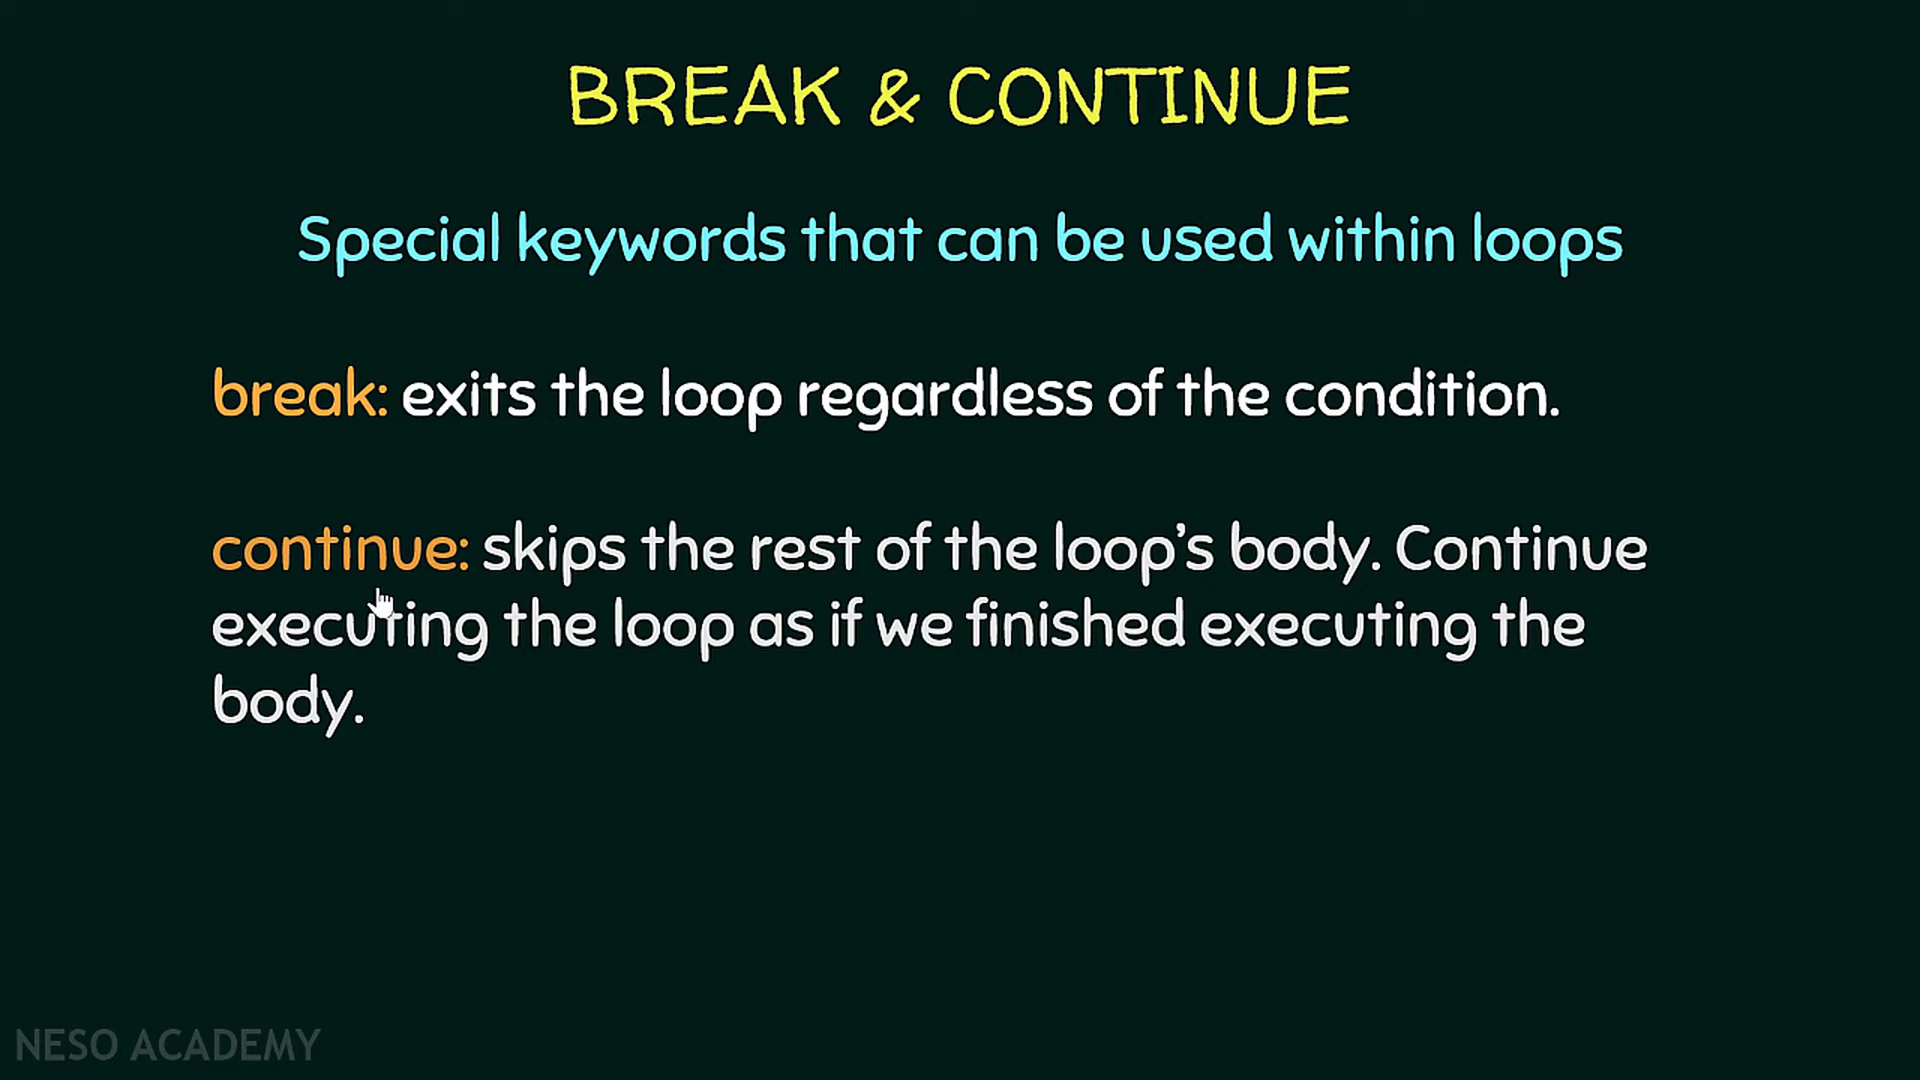 BREAK & CONTINUE
Special keywords that can be used within loops
break: exits the loop regardless of the condition.
continue: skips the rest of the loop’s body. Continue
executing the loop as if we finished executing the
body.
NESO ACADEMY